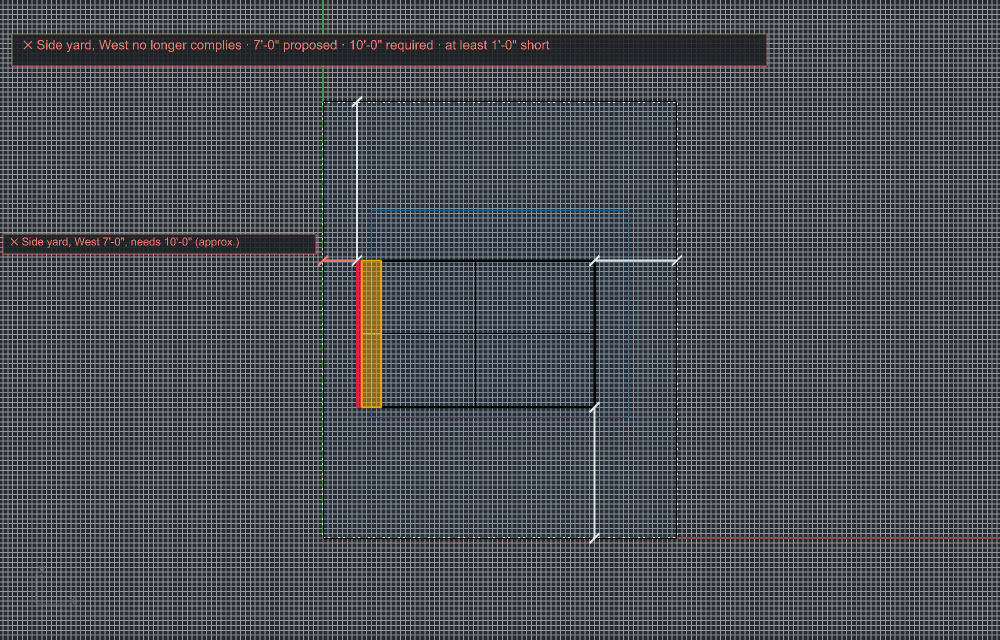 × Side yard, West no longer complies · 7'-0" proposed · 10'-0" required · at least 1'-0" short
× Side yard, West 7'-0", needs 10'-0" (approx.)